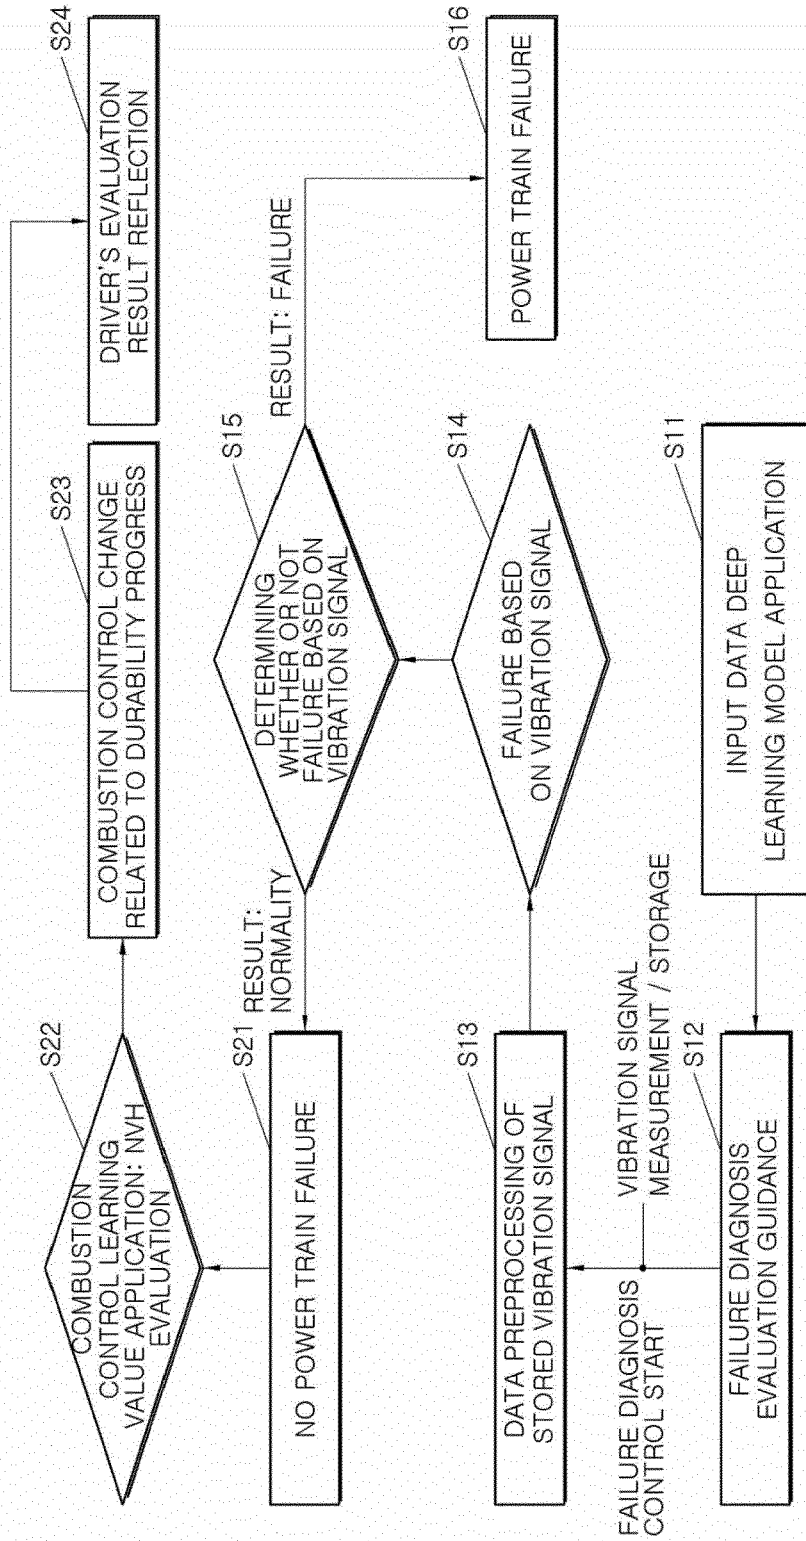 S11
INPUT DATA DEEP
LEARNING MODEL APPLICATION
S12
FAILURE DIAGNOSIS
EVALUATION GUIDANCE
FAILURE DIAGNOSIS
CONTROL START
VIBRATION SIGNAL
MEASUREMENT / STORAGE
S13
DATA PREPROCESSING OF
STORED VIBRATION SIGNAL
S14
FAILURE BASED
ON VIBRATION SIGNAL
S15
DETERMINING
WHETHER OR NOT
FAILURE BASED ON
VIBRATION SIGNAL
RESULT: FAILURE
S16
POWER TRAIN FAILURE
RESULT:
NORMALITY
S21
NO POWER TRAIN FAILURE
S22
COMBUSTION
CONTROL LEARNING
VALUE APPLICATION: NVH
EVALUATION
S23
COMBUSTION CONTROL CHANGE
RELATED TO DURABILITY PROGRESS
S24
DRIVER'S EVALUATION
RESULT REFLECTION